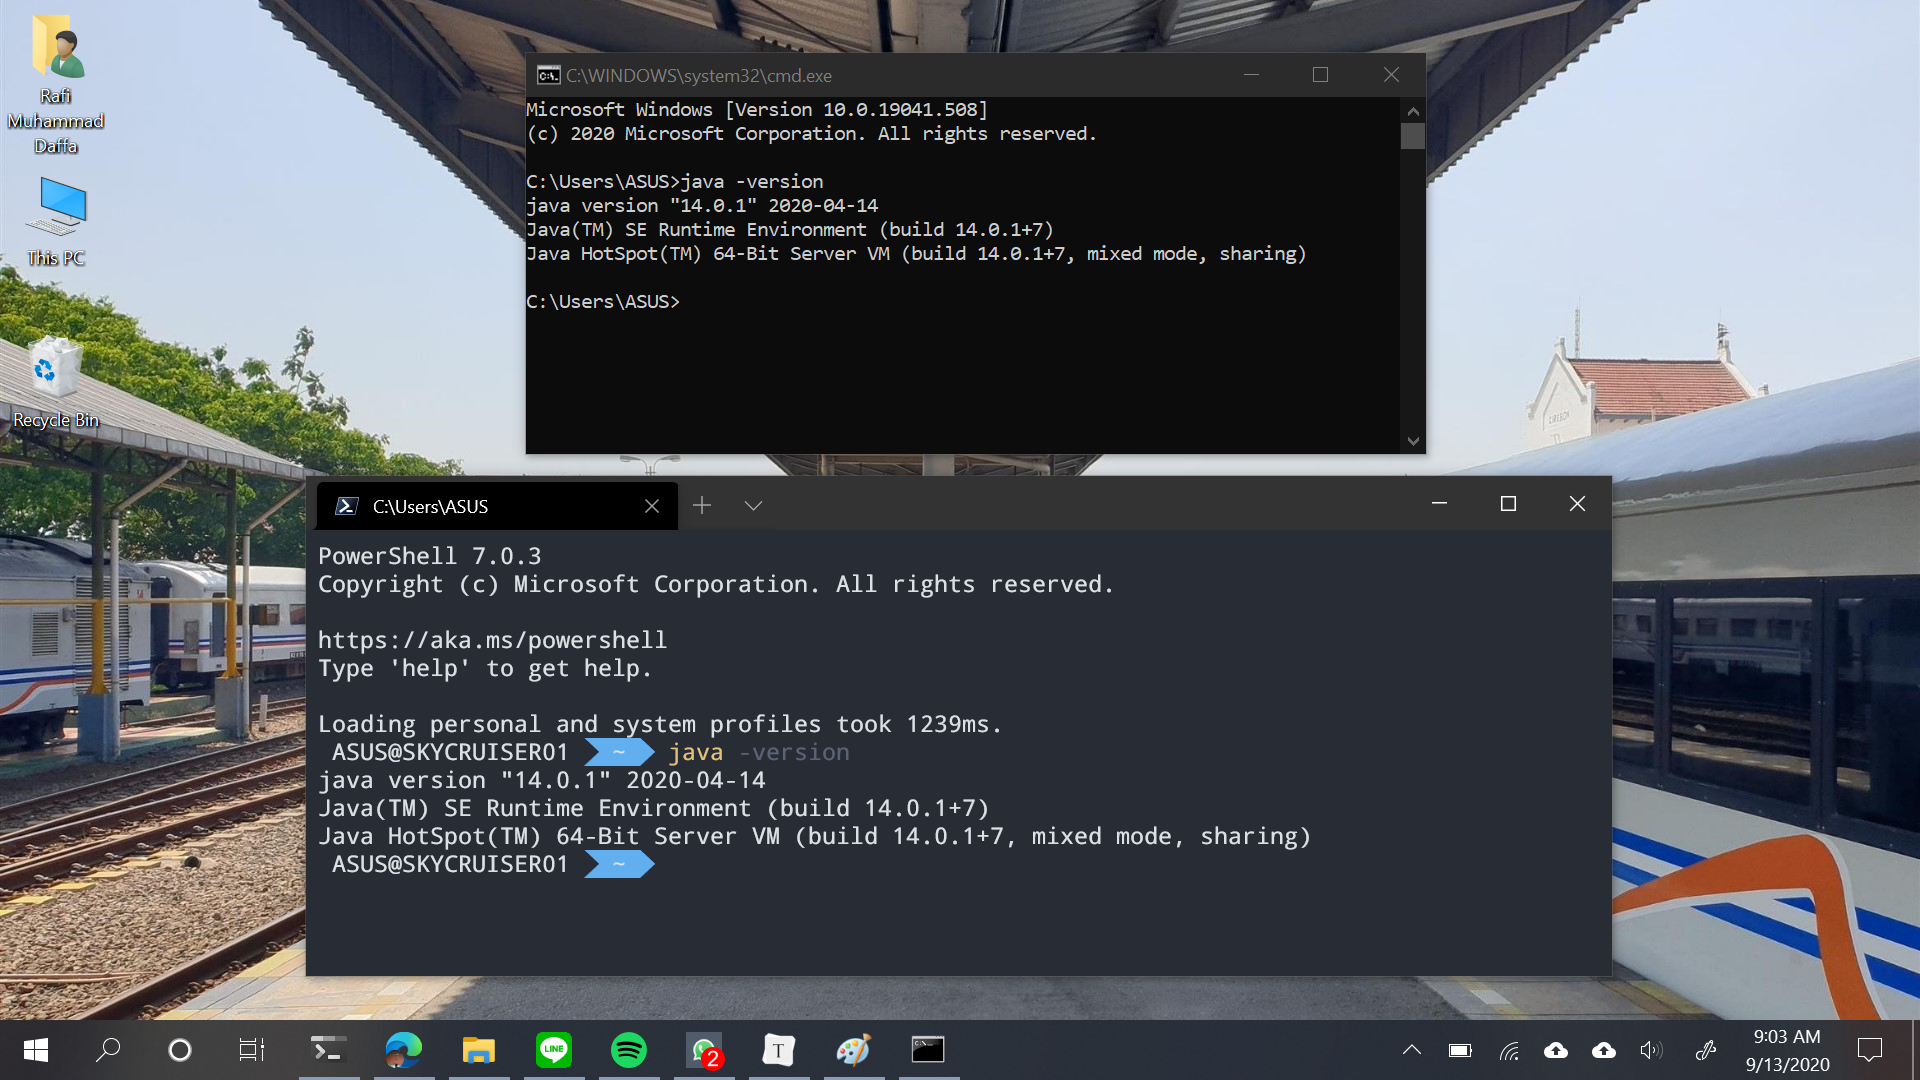 Rafi
Muhammad
Daffa
This PC
Recycle Bin
C:\WINDOWS\system32\cmd.exe
Microsoft Windows [Version 10.0.19041.508]
(c) 2020 Microsoft Corporation. All rights reserved.
C:\Users\ASUS>java -version
java version "14.0.1" 2020-04-14
Java(TM) SE Runtime Environment (build 14.0.1+7)
Java HotSpot(TM) 64-Bit Server VM (build 14.0.1+7, mixed mode, sharing)
C:\Users\ASUS>
CIREBON
C:\Users\ASUS
PowerShell 7.0.3
Copyright (c) Microsoft Corporation. All rights reserved.
https://aka.ms/powershell
Type 'help' to get help.
Loading personal and system profiles took 1239ms.
ASUS@SKYCRUISER01 ~ java -version
java version "14.0.1" 2020-04-14
Java(TM) SE Runtime Environment (build 14.0.1+7)
Java HotSpot(TM) 64-Bit Server VM (build 14.0.1+7, mixed mode, sharing)
ASUS@SKYCRUISER01 ~
LINE
2
T
9:03 AM
9/13/2020